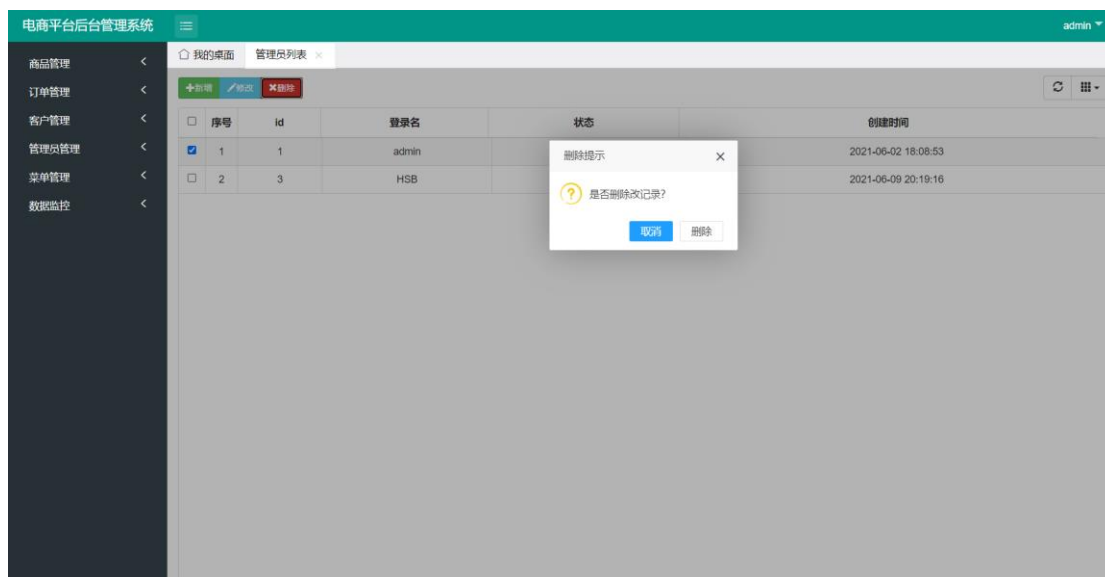 电商平台后台管理系统 admin
商品管理
订单管理
客户管理
管理员管理
菜单管理
数据监控
我的桌面 管理员列表
新增 修改 删除
序号 id 登录名 状态 创建时间
1 1 admin 2021-06-02 18:08:53
2 3 HSB 2021-06-09 20:19:16
删除提示
是否删除改记录?
取消 删除